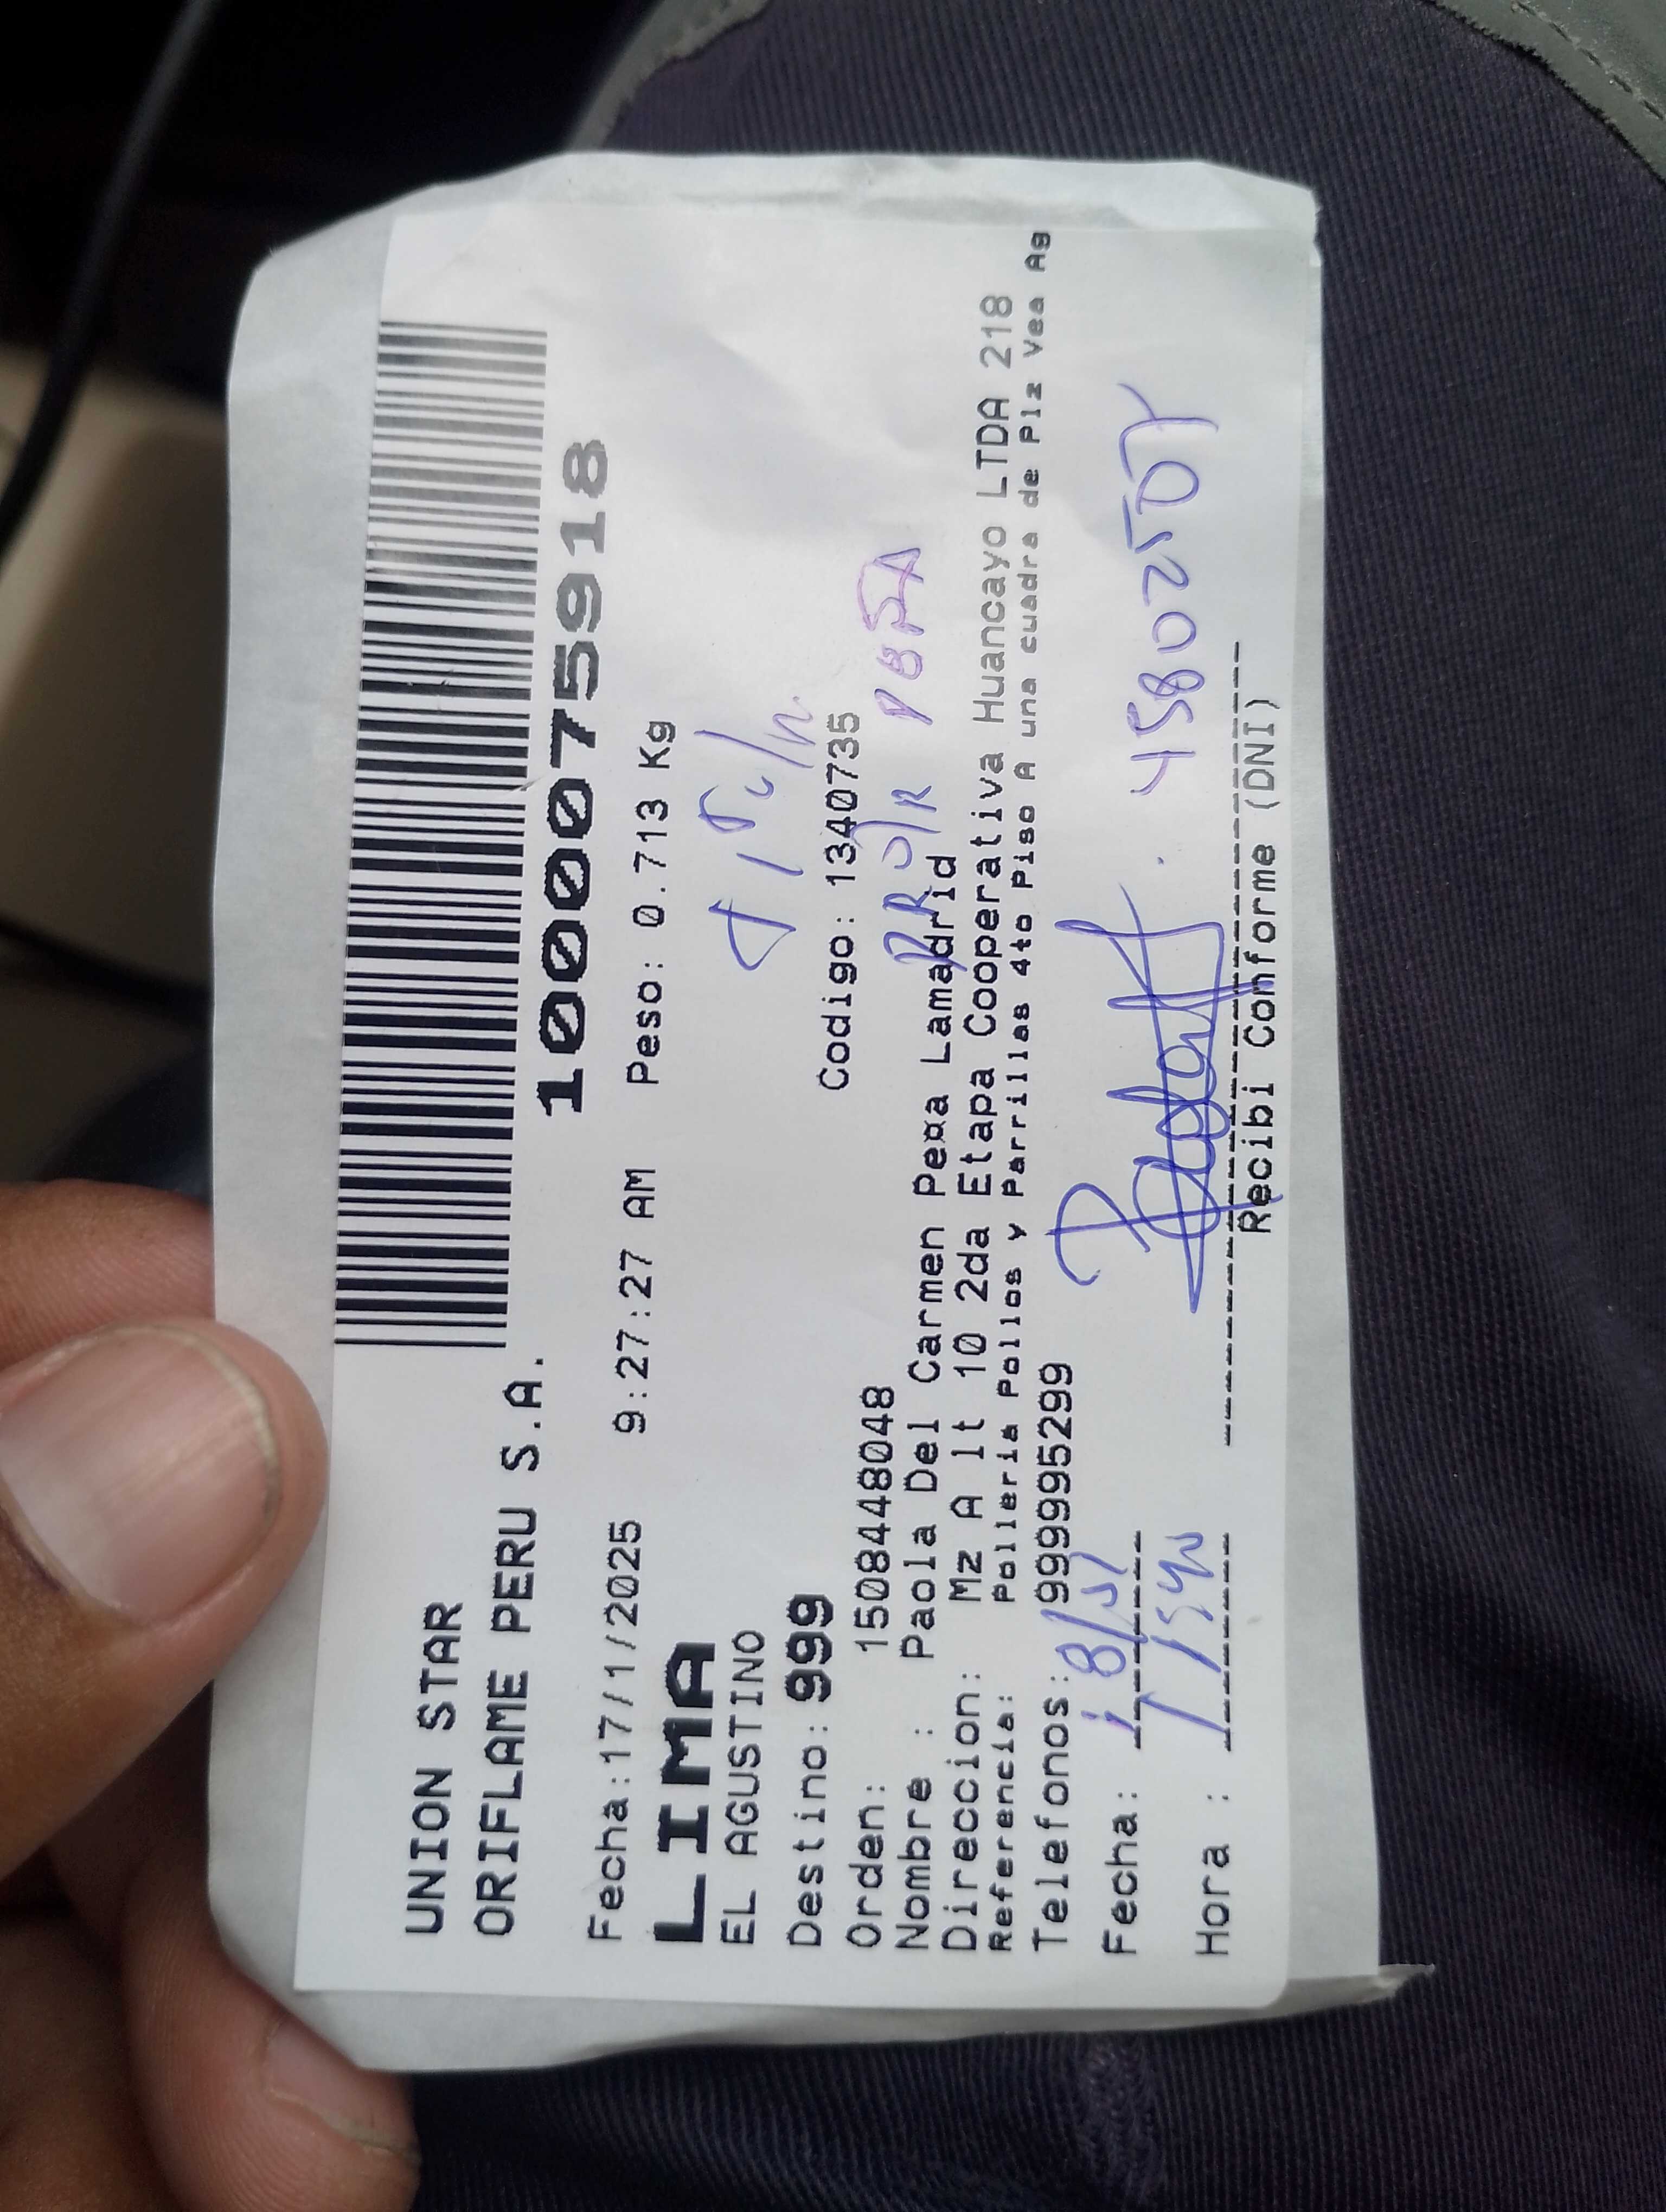 UNION STAR
ORIFLAME PERU S.A.
1000075918
Fecha:17/1/2025 9:27:27 AM Peso: 0.713 Kg
LIMA
EL AGUSTINO
Destino: 999
Codigo: 1340735
Orden: 15084448048
Nombre : Paola Del Carmen Pe¤a Lamadrid
Direccion: Mz A lt 10 2da Etapa Cooperativa Huancayo LTDA 218
Referencia: Polleria Pollos y Parrillas 4to Piso A una cuadra de Plz Vea Ag
Telefonos: 999995299
Fecha:
Hora :
Recibi Conforme (DNI)